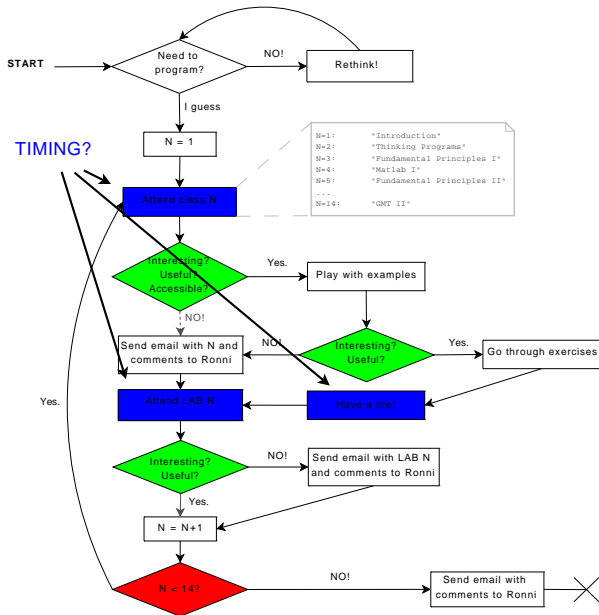 START
Need to
program?
NO!
Rethink!
I guess
N = 1
TIMING?
N=1: "Introduction"
N=2: "Thinking Programs"
N=3: "Fundamental Principles I"
N=4: "Matlab I"
N=5: "Fundamental Principles II"
...
N=14: "GMT II"
Attend class N
Interesting?
Useful?
Accessible?
Yes.
Play with examples
NO!
Send email with N and
comments to Ronni
NO!
Interesting?
Useful?
Yes.
Go through exercises
Yes.
Attend LAB N
Have a life!
Interesting?
Useful?
NO!
Send email with LAB N
and comments to Ronni
Yes.
N = N+1
N < 14?
NO!
Send email with
comments to Ronni